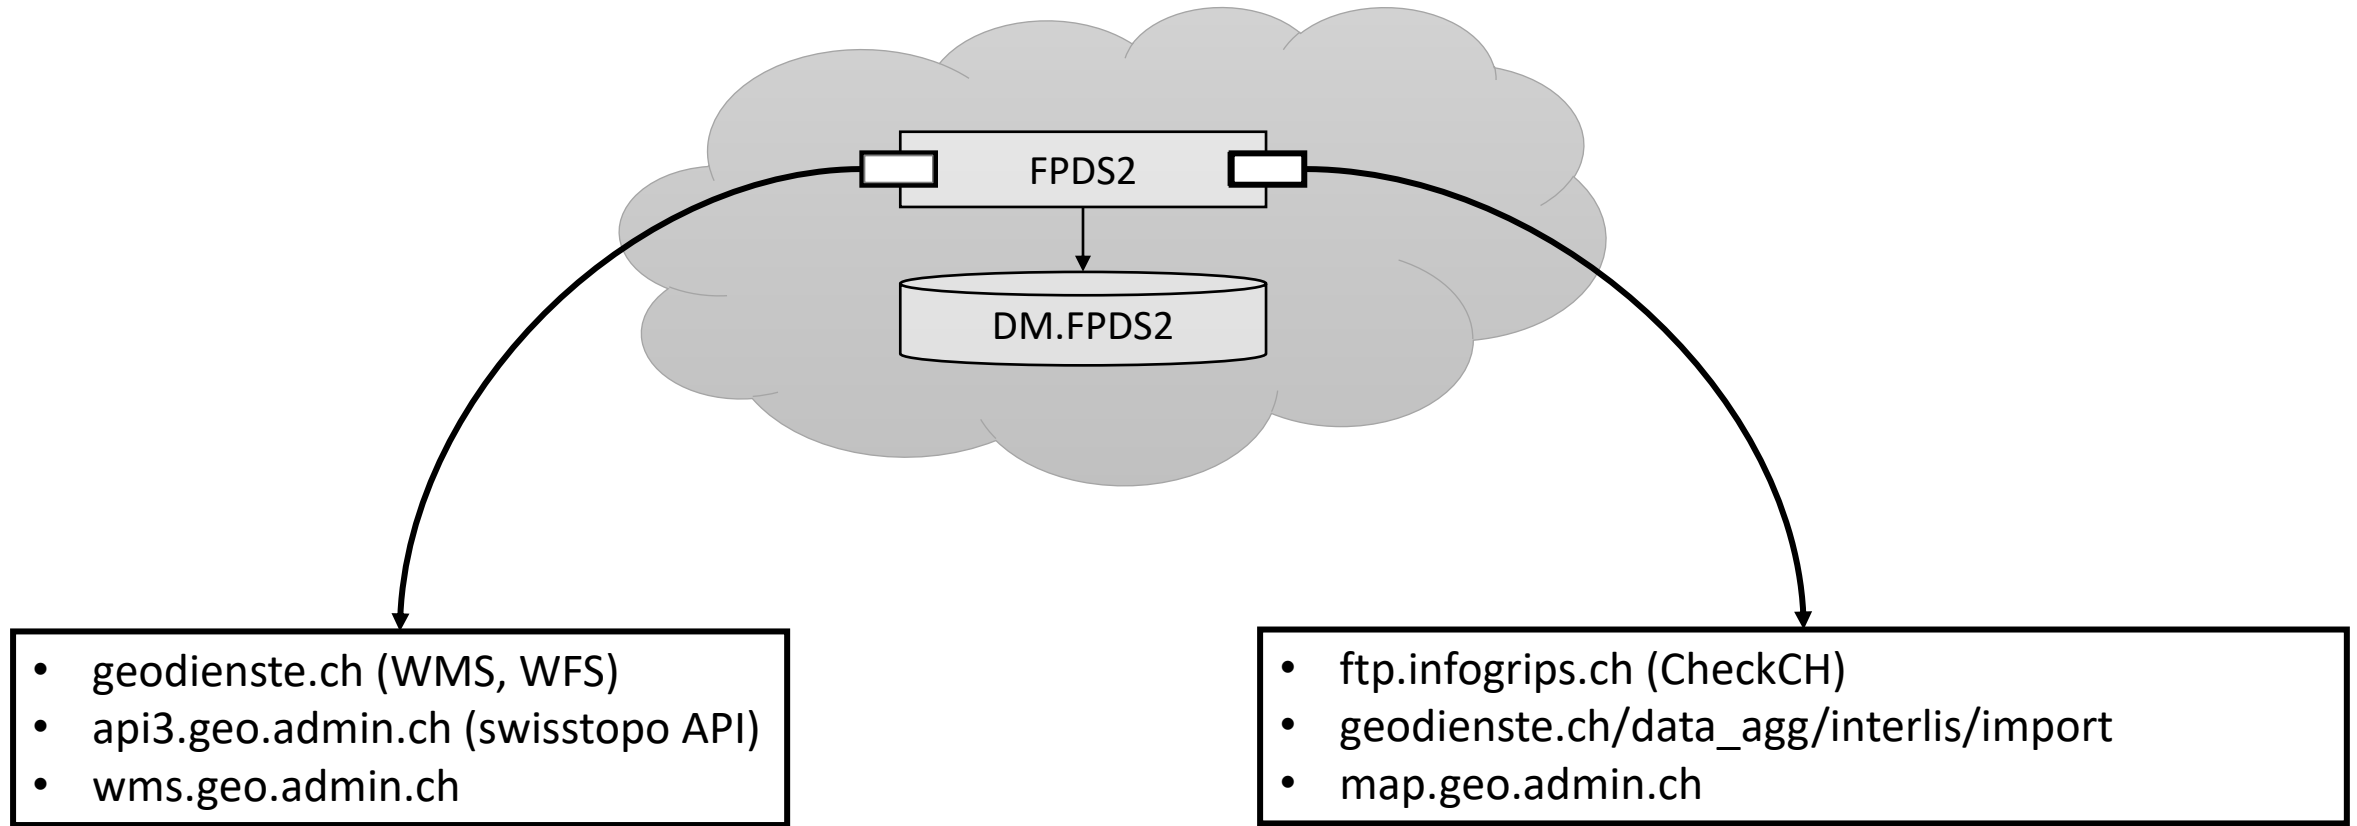 FPDS2
DM.FPDS2
• geodienste.ch (WMS, WFS)
• api3.geo.admin.ch (swisstopo API)
• wms.geo.admin.ch
• ftp.infogrips.ch (CheckCH)
• geodienste.ch/data_agg/interlis/import
• map.geo.admin.ch